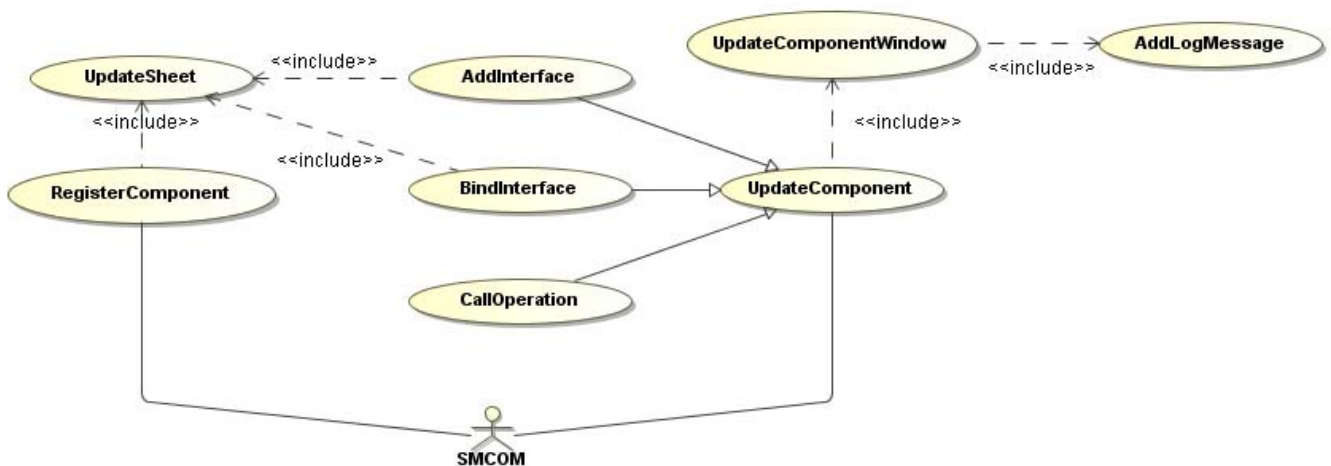 UpdateComponentWindow
AddLogMessage
<<include>>
UpdateSheet
<<include>>
AddInterface
<<include>>
<<include>>
<<include>>
RegisterComponent
BindInterface
UpdateComponent
CallOperation
SMCOM